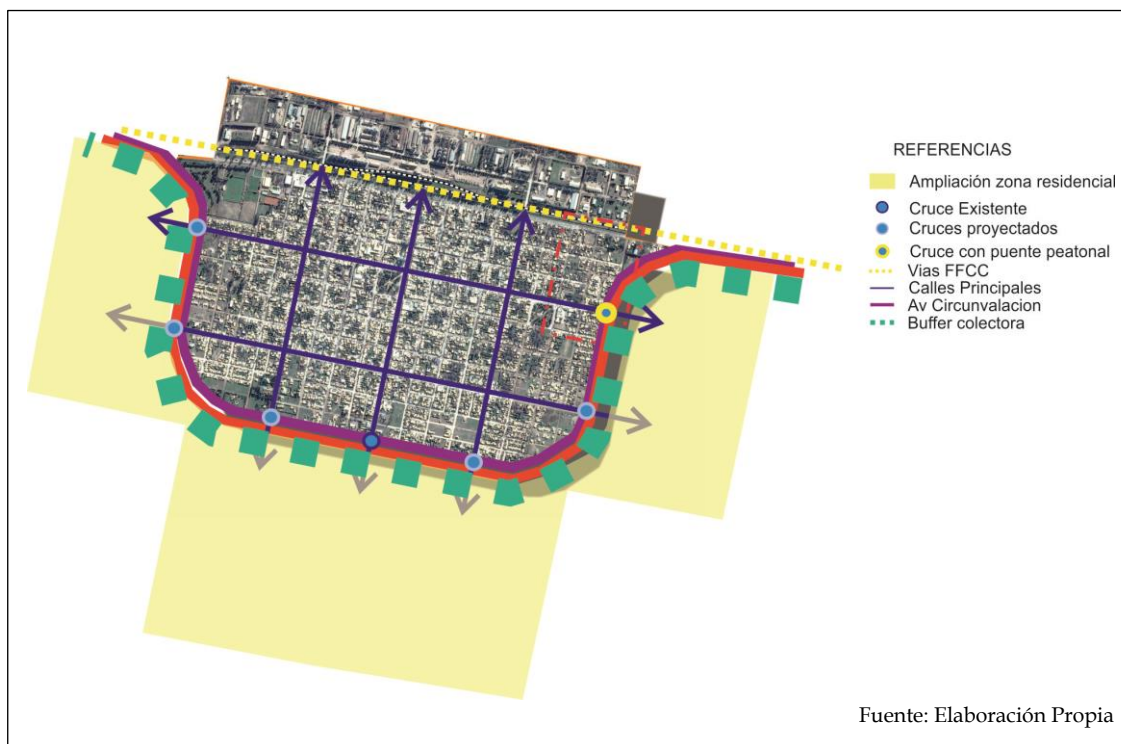 REFERENCIAS
Ampliación zona residencial
Cruce Existente
Cruces proyectados
Cruce con puente peatonal
Vias FFCC
Calles Principales
Av Circunvalacion
Buffer colectora
Fuente: Elaboración Propia